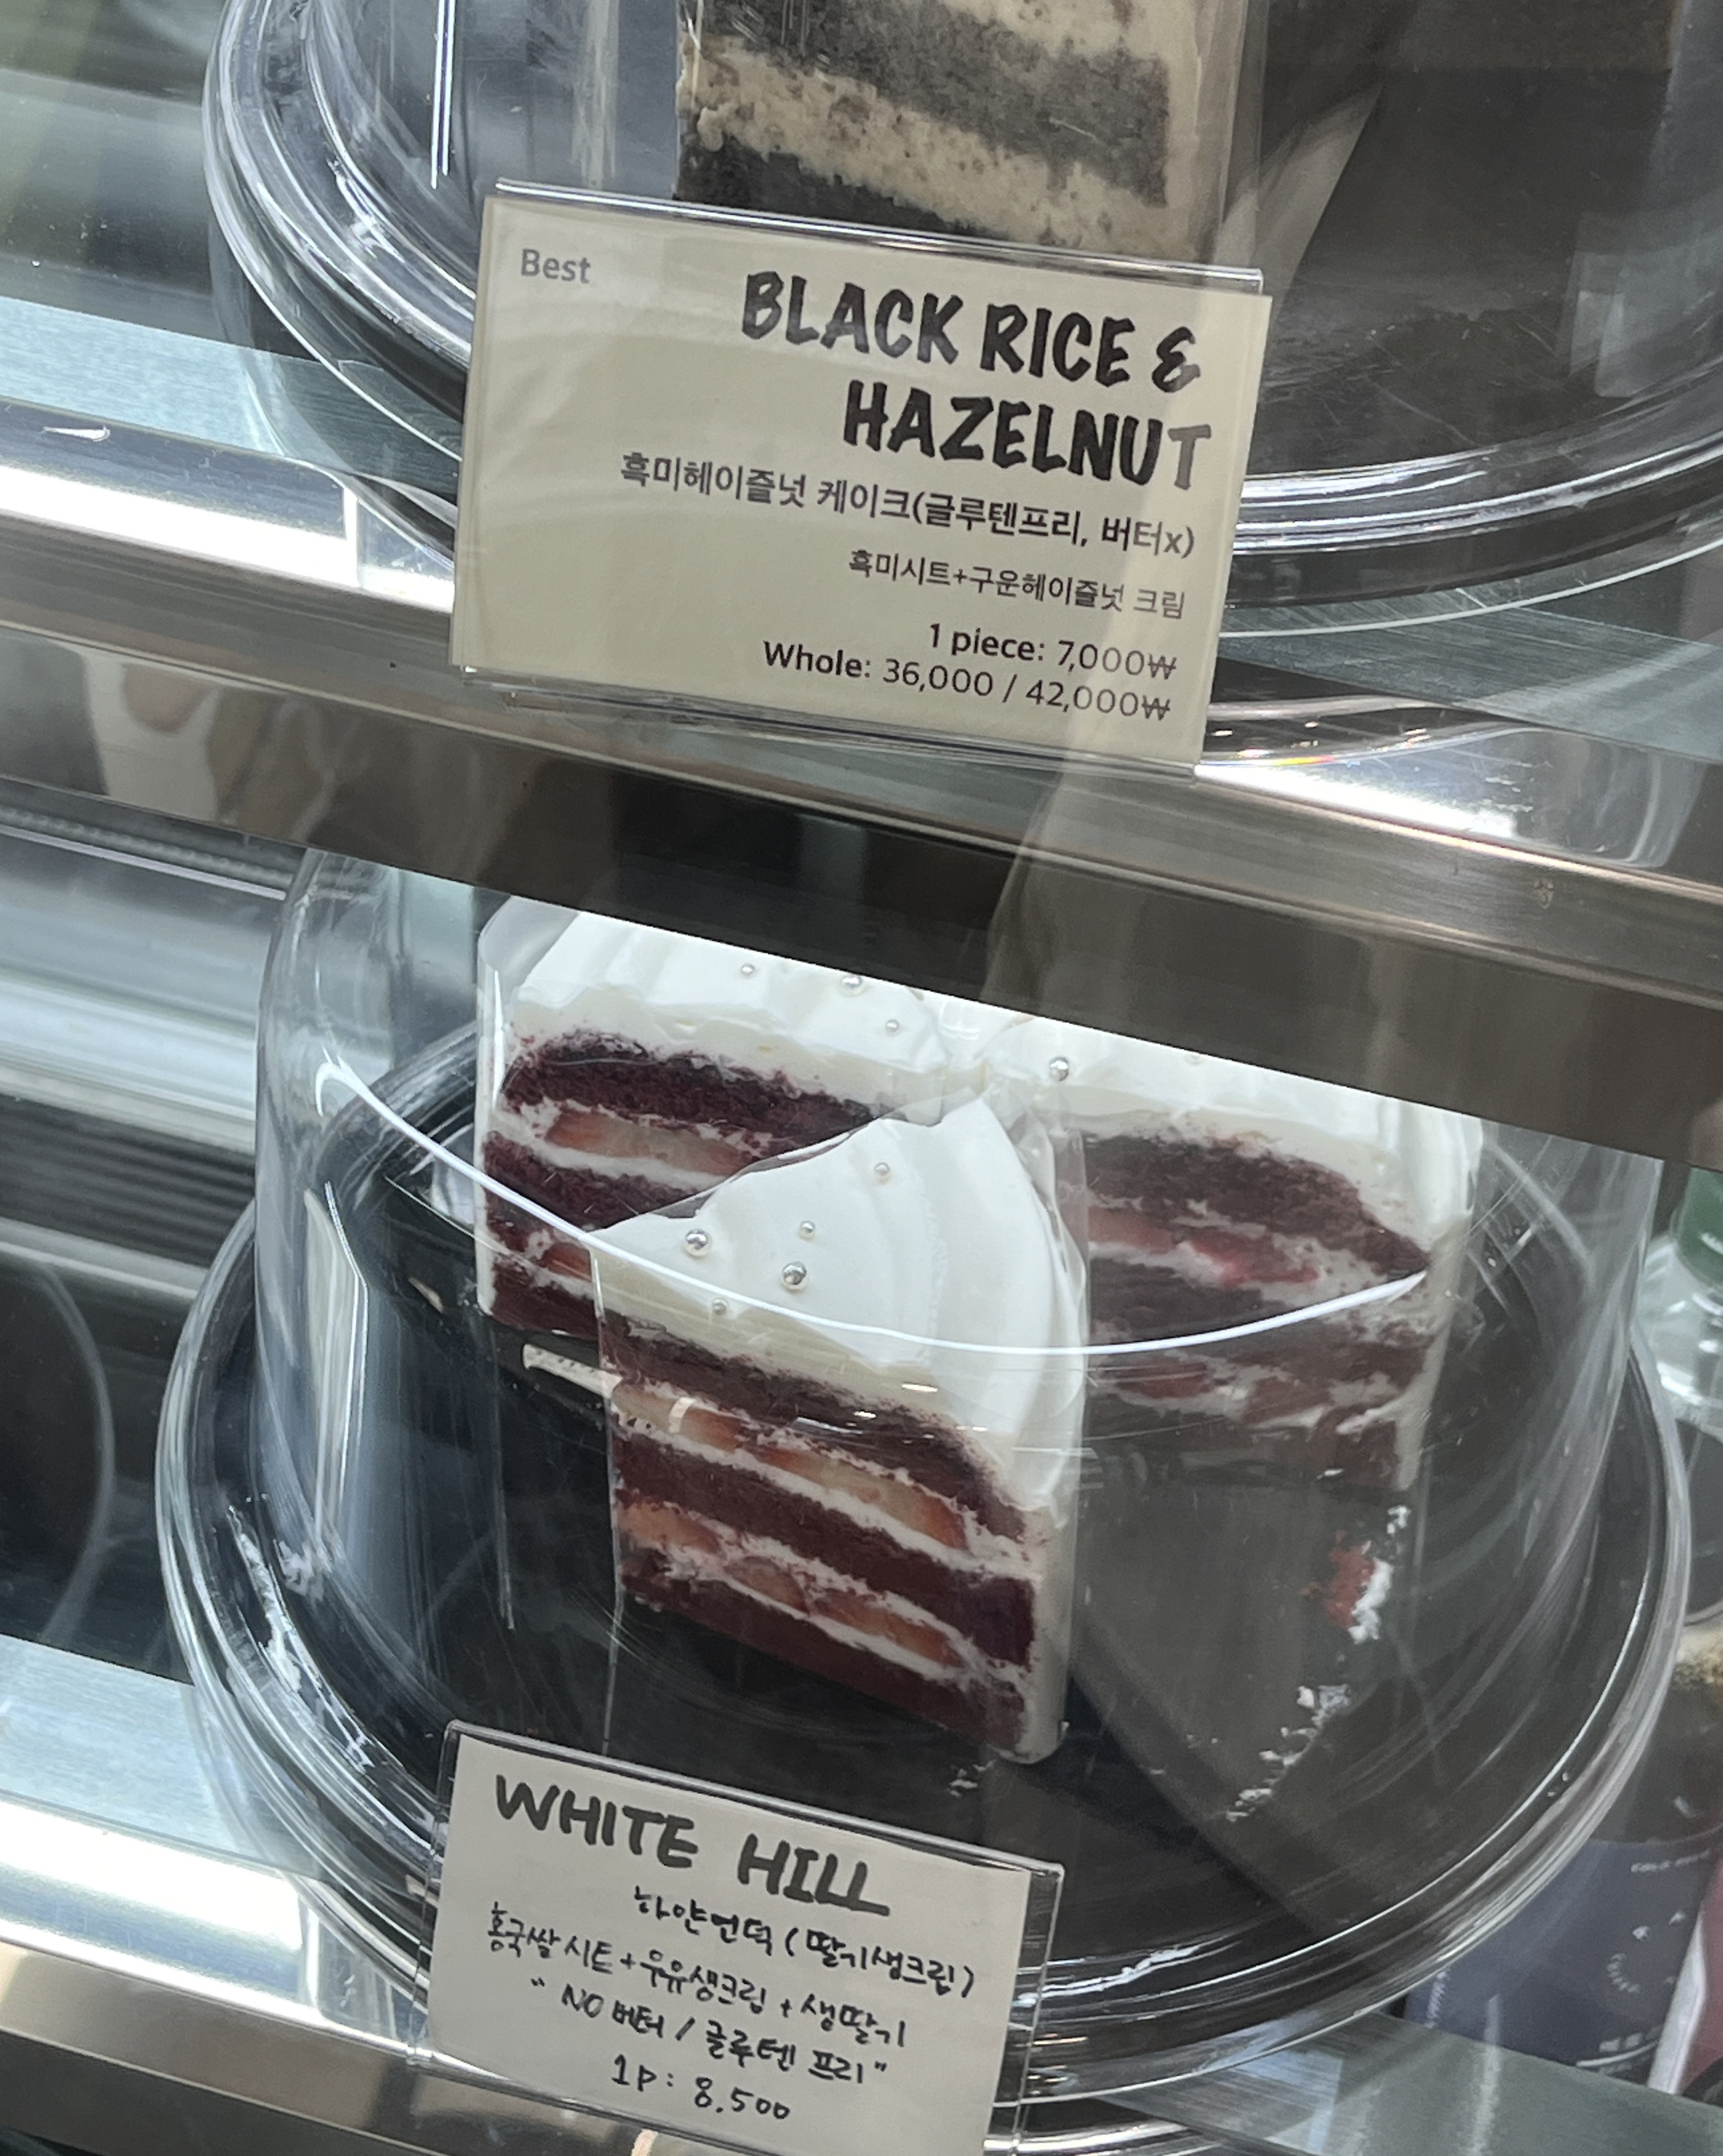 Best
BLACK RICE &
HAZELNUT
흑미헤이즐넛 케이크(글루텐프리, 버터x)
흑미시트+구운헤이즐넛 크림
1 piece: 7,000₩
Whole: 36,000 / 42,000₩
WHITE HILL
하얀언덕 (딸기생크림)
홍국쌀 시트 + 우유생크림 + 생딸기
" NO 버터 / 글루텐 프리"
1P: 8,500